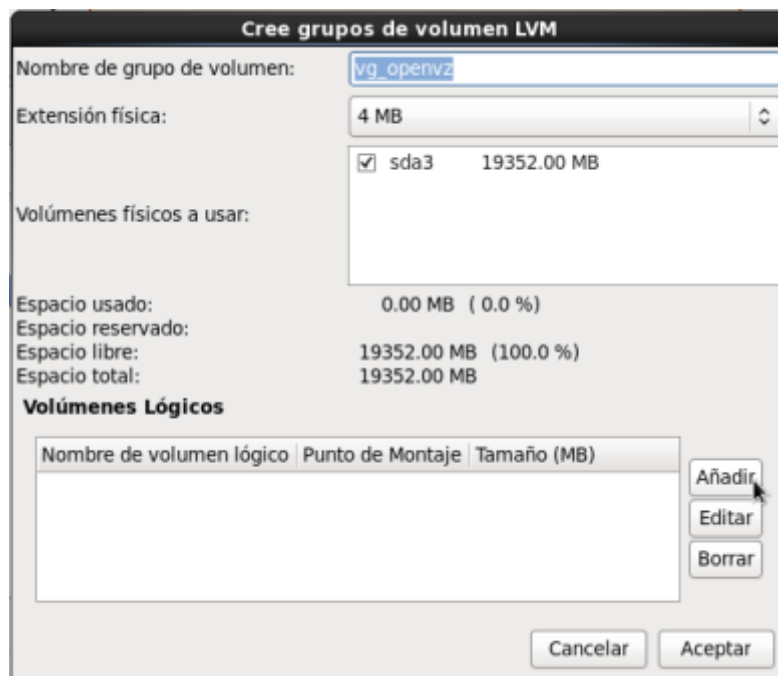 Cree grupos de volumen LVM
Nombre de grupo de volumen: vg_openvz
Extensión física: 4 MB
sda3 19352.00 MB
Volúmenes físicos a usar:
Espacio usado: 0.00 MB ( 0.0 %)
Espacio reservado:
Espacio libre: 19352.00 MB (100.0 %)
Espacio total: 19352.00 MB
Volúmenes Lógicos
Nombre de volumen lógico Punto de Montaje Tamaño (MB)
Añadir
Editar
Borrar
Cancelar Aceptar